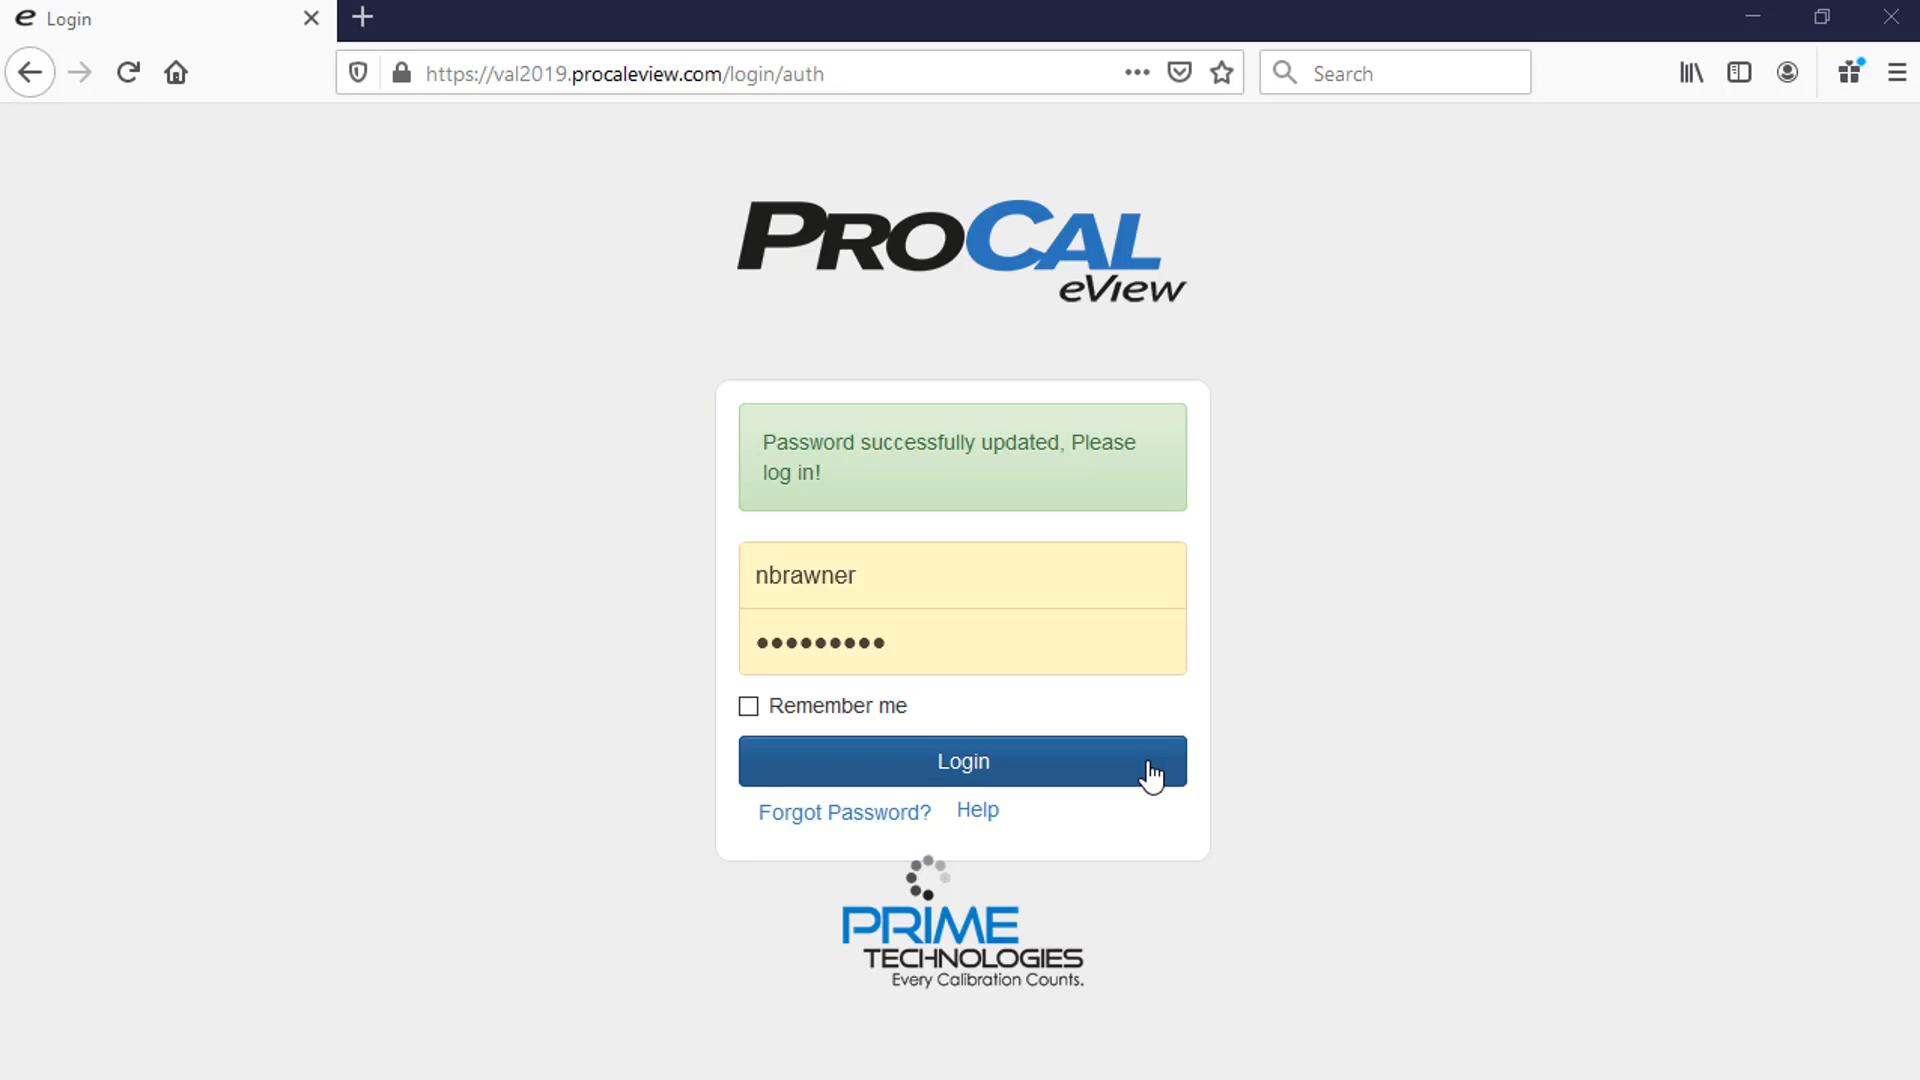 Login
https://val2019.procaleview.com/login/auth
Search
PROCAL
eView
Password successfully updated, Please
log in!
nbrawner
•••••••••
Remember me
Login
Forgot Password? Help
PRIME
TECHNOLOGIES
Every Calibration Counts.